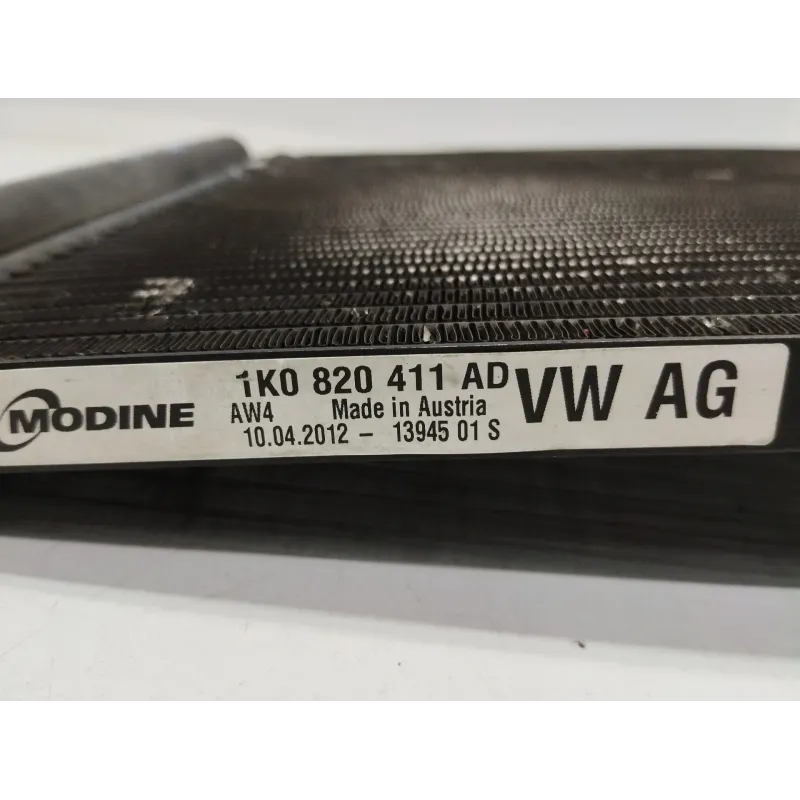 MODINE
1K0 820 411 AD
AW4 Made in Austria
10.04.2012 - 13945 01 S
VW AG